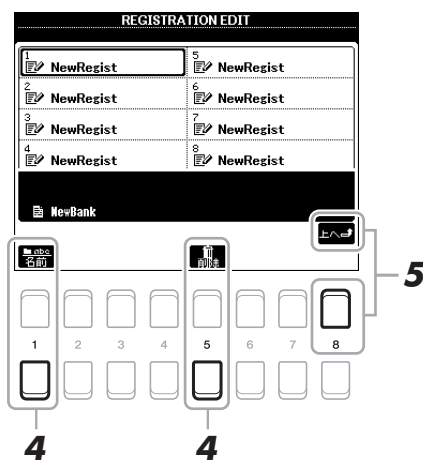 REGISTRATION EDIT
1 NewRegist
5 NewRegist
2 NewRegist
6 NewRegist
3 NewRegist
7 NewRegist
4 NewRegist
8 NewRegist
NewBank
上へ
abc
名前
削除
5
1 2 3 4 5 6 7 8
4 4